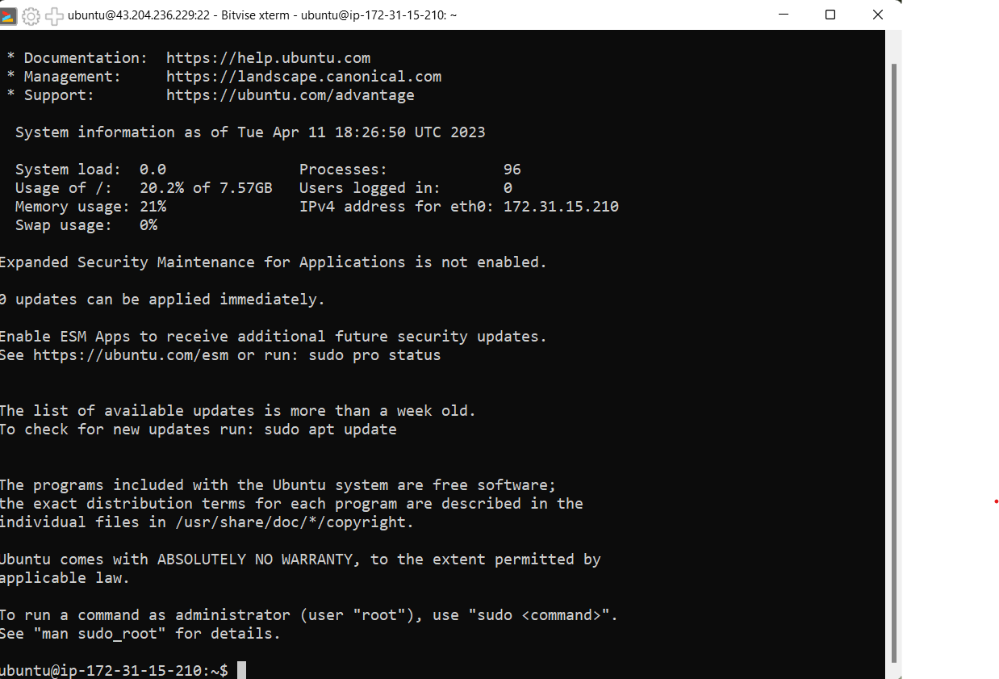 ubuntu@43.204.236.229:22 - Bitvise xterm - ubuntu@ip-172-31-15-210: ~
* Documentation:  https://help.ubuntu.com
* Management:     https://landscape.canonical.com
* Support:        https://ubuntu.com/advantage
System information as of Tue Apr 11 18:26:50 UTC 2023
System load:  0.0               Processes:             96
Usage of /:   20.2% of 7.57GB   Users logged in:       0
Memory usage: 21%               IPv4 address for eth0: 172.31.15.210
Swap usage:   0%
Expanded Security Maintenance for Applications is not enabled.
0 updates can be applied immediately.
Enable ESM Apps to receive additional future security updates.
See https://ubuntu.com/esm or run: sudo pro status
The list of available updates is more than a week old.
To check for new updates run: sudo apt update
The programs included with the Ubuntu system are free software;
the exact distribution terms for each program are described in the
individual files in /usr/share/doc/*/copyright.
Ubuntu comes with ABSOLUTELY NO WARRANTY, to the extent permitted by
applicable law.
To run a command as administrator (user "root"), use "sudo <command>".
See "man sudo_root" for details.
ubuntu@ip-172-31-15-210:~$